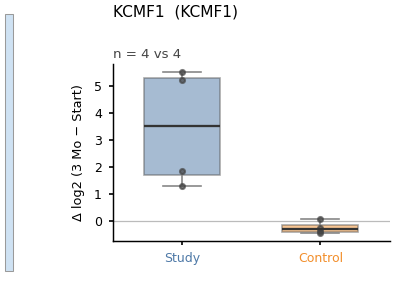 KCMF1 (KCMF1)
n = 4 vs 4
Δ log2 (3 Mo − Start)
5
4
3
2
1
0
Study
Control